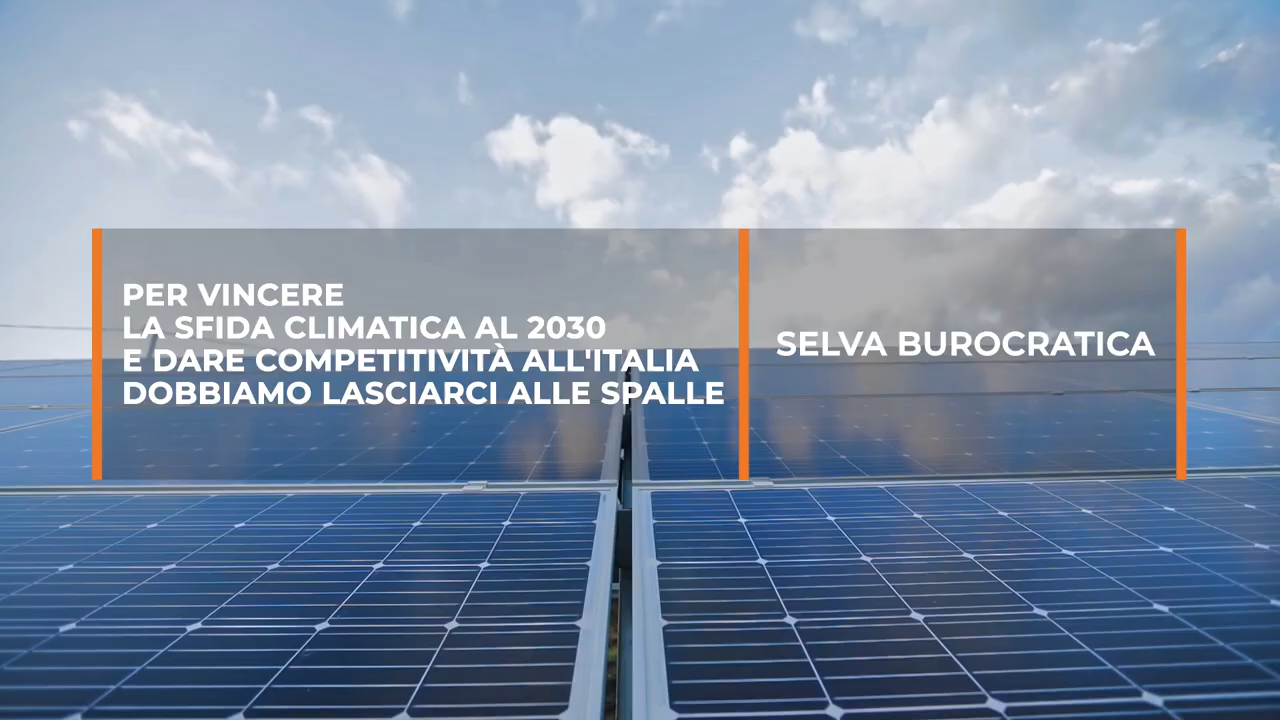 PER VINCERE
LA SFIDA CLIMATICA AL 2030
E DARE COMPETITIVITÀ ALL'ITALIA
DOBBIAMO LASCIARCI ALLE SPALLE
SELVA BUROCRATICA